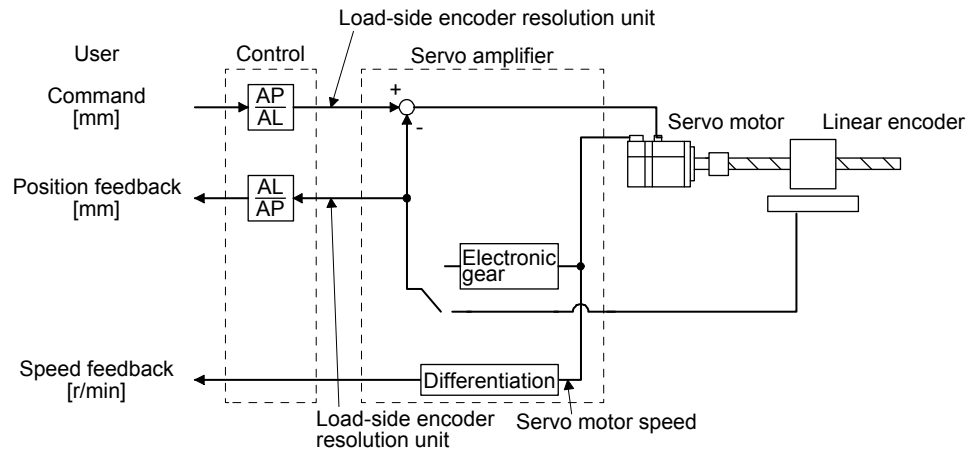 Load-side encoder resolution unit
User
Control
Servo amplifier
Command
[mm]
AP
AL
+
-
Servo motor
Linear encoder
Position feedback
[mm]
AL
AP
Electronic
gear
Speed feedback
[r/min]
Differentiation
Load-side encoder
resolution unit
Servo motor speed